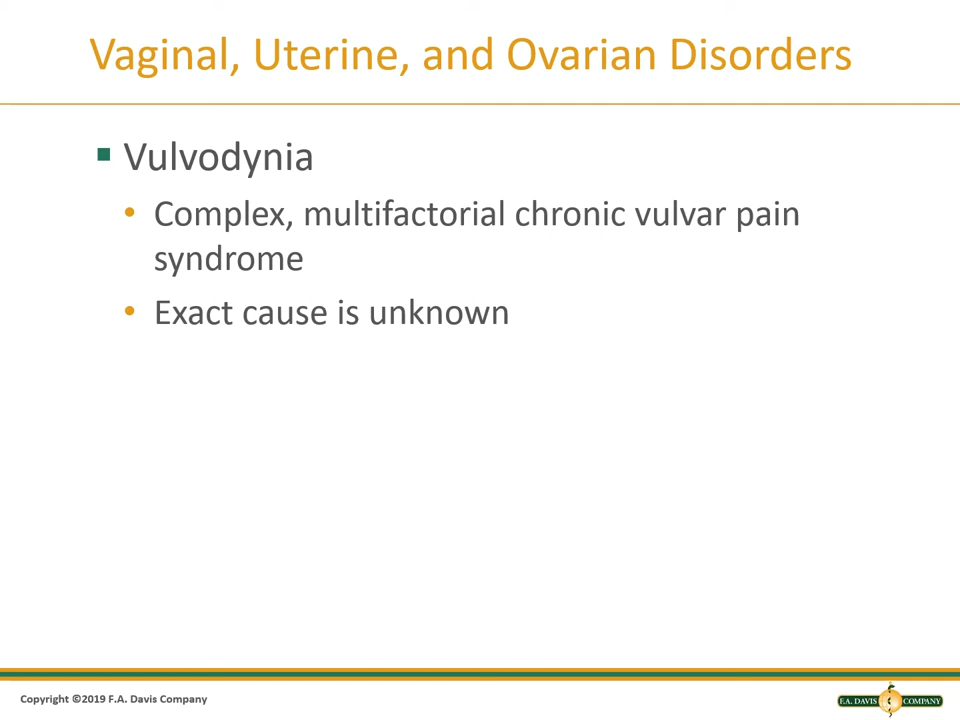 Vaginal, Uterine, and Ovarian Disorders
Vulvodynia
Complex, multifactorial chronic vulvar pain
syndrome
Exact cause is unknown
Copyright ©2019 F.A. Davis Company
F.A. DAVIS COMPANY